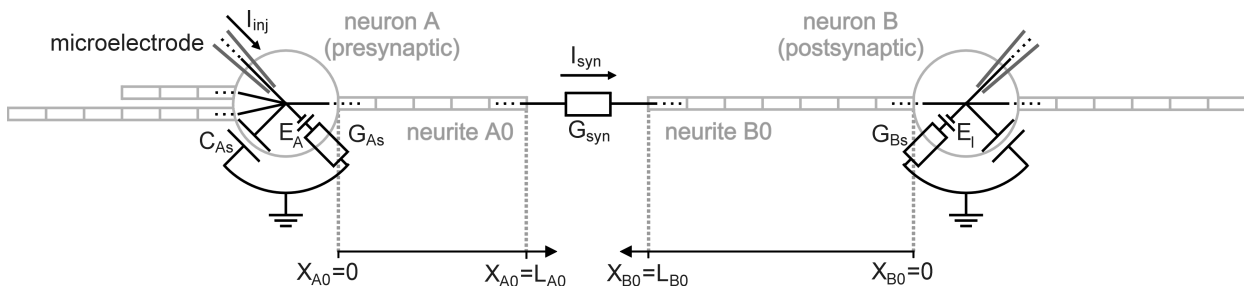 I_inj
neuron A
(presynaptic)
neuron B
(postsynaptic)
microelectrode
I_syn
neurite A0
G_syn
neurite B0
C_As
E_A
G_As
G_Bs
E_I
X_A0=0
X_A0=L_A0
X_B0=L_B0
X_B0=0